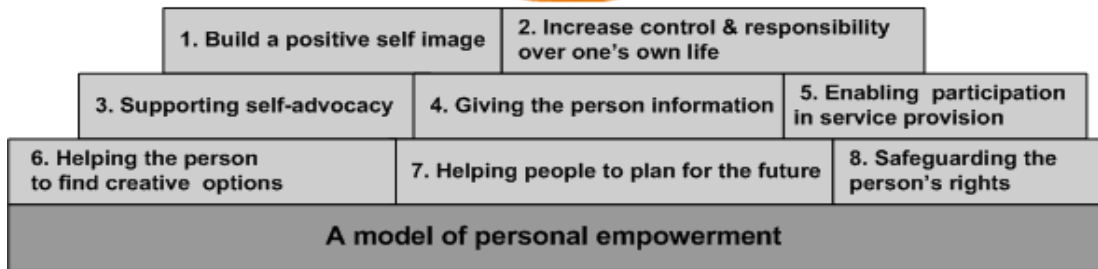 1. Build a positive self image
2. Increase control & responsibility
over one's own life
3. Supporting self-advocacy
4. Giving the person information
5. Enabling participation
in service provision
6. Helping the person
to find creative options
7. Helping people to plan for the future
8. Safeguarding the
person's rights
A model of personal empowerment